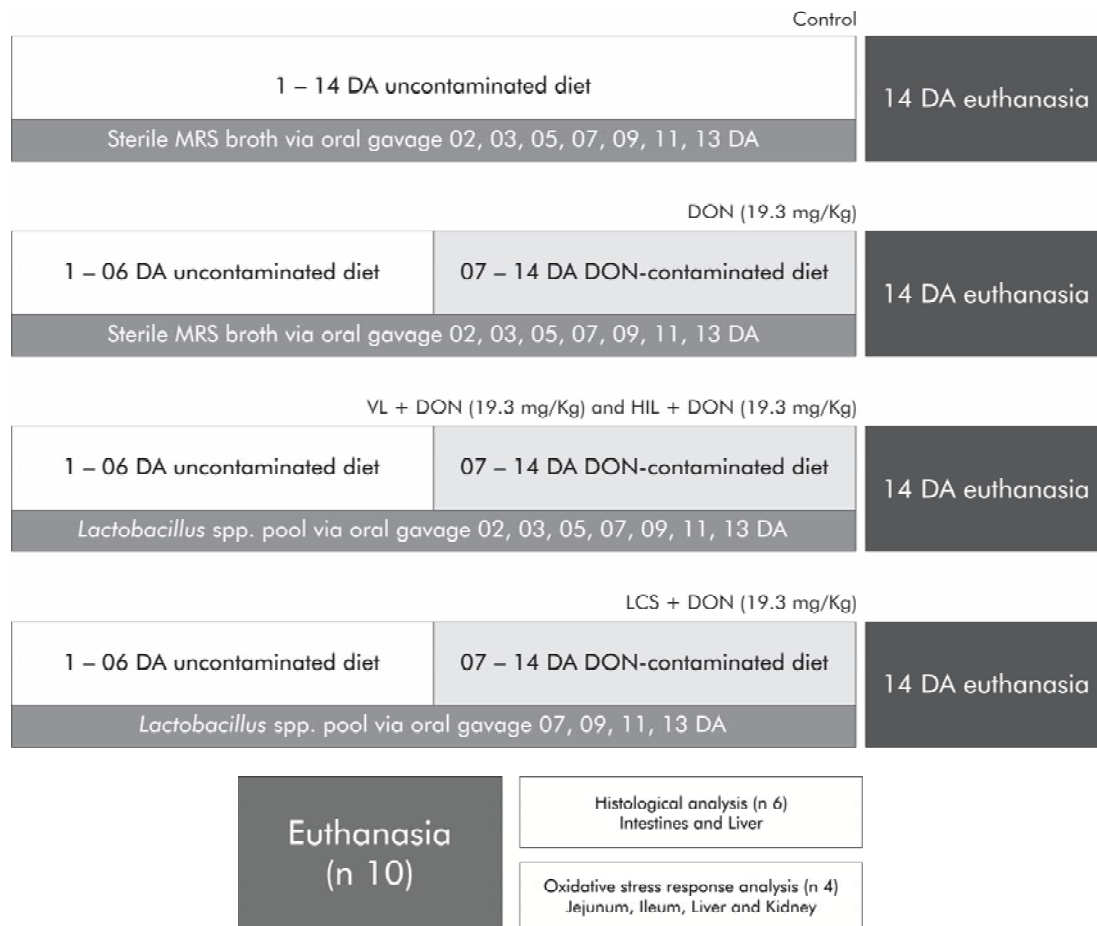 Control
1 – 14 DA uncontaminated diet
14 DA euthanasia
Sterile MRS broth via oral gavage 02, 03, 05, 07, 09, 11, 13 DA
DON (19.3 mg/Kg)
1 – 06 DA uncontaminated diet
07 – 14 DA DON-contaminated diet
14 DA euthanasia
Sterile MRS broth via oral gavage 02, 03, 05, 07, 09, 11, 13 DA
VL + DON (19.3 mg/Kg) and HIL + DON (19.3 mg/Kg)
1 – 06 DA uncontaminated diet
07 – 14 DA DON-contaminated diet
14 DA euthanasia
Lactobacillus spp. pool via oral gavage 02, 03, 05, 07, 09, 11, 13 DA
LCS + DON (19.3 mg/Kg)
1 – 06 DA uncontaminated diet
07 – 14 DA DON-contaminated diet
14 DA euthanasia
Lactobacillus spp. pool via oral gavage 07, 09, 11, 13 DA
Euthanasia
(n 10)
Histological analysis (n 6)
Intestines and Liver
Oxidative stress response analysis (n 4)
Jejunum, Ileum, Liver and Kidney